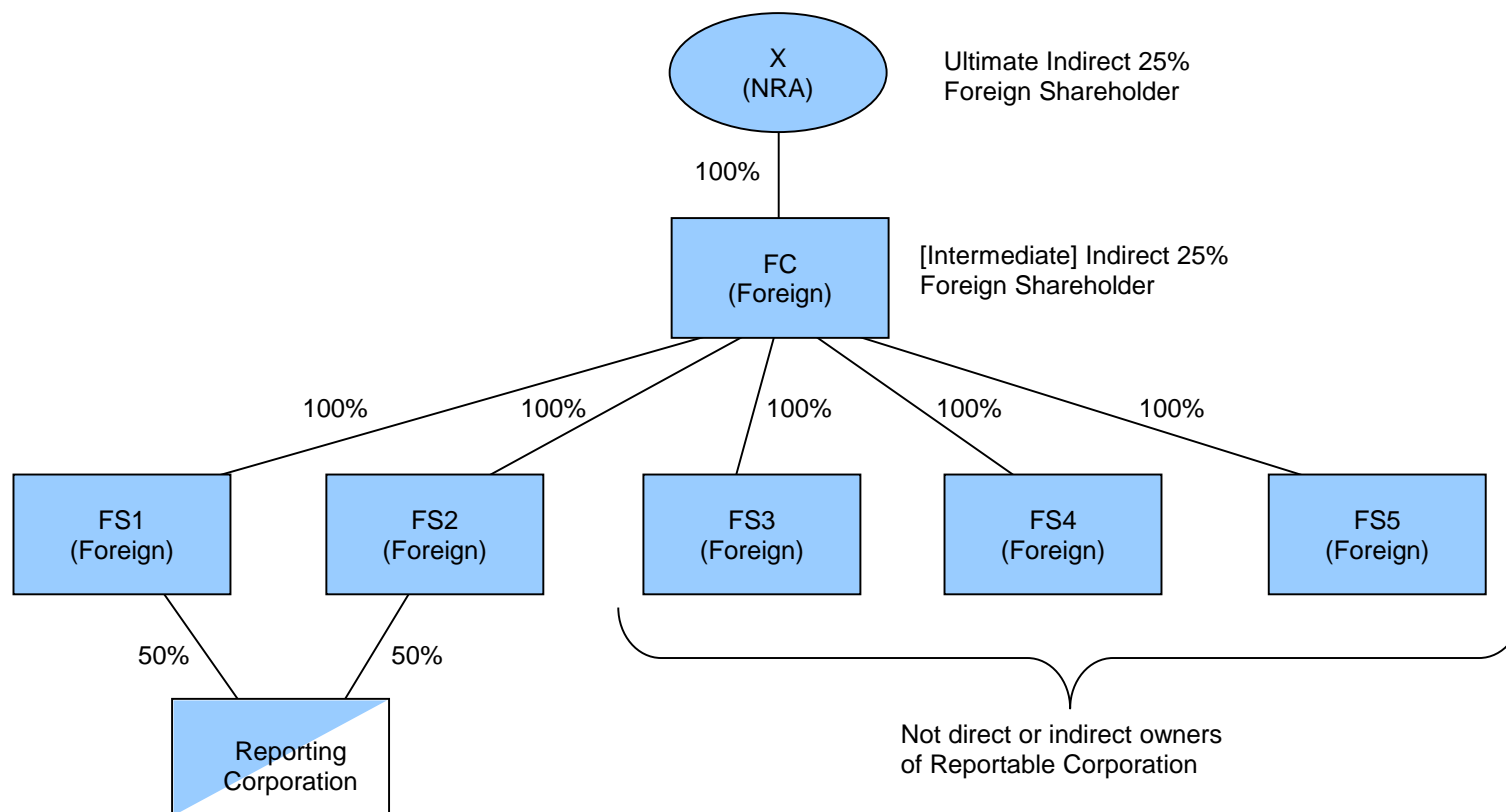 X
(NRA)
Ultimate Indirect 25%
Foreign Shareholder
100%
FC
(Foreign)
[Intermediate] Indirect 25%
Foreign Shareholder
100%
100%
100%
100%
100%
FS1
(Foreign)
FS2
(Foreign)
FS3
(Foreign)
FS4
(Foreign)
FS5
(Foreign)
50%
50%
Reporting
Corporation
Not direct or indirect owners
of Reportable Corporation